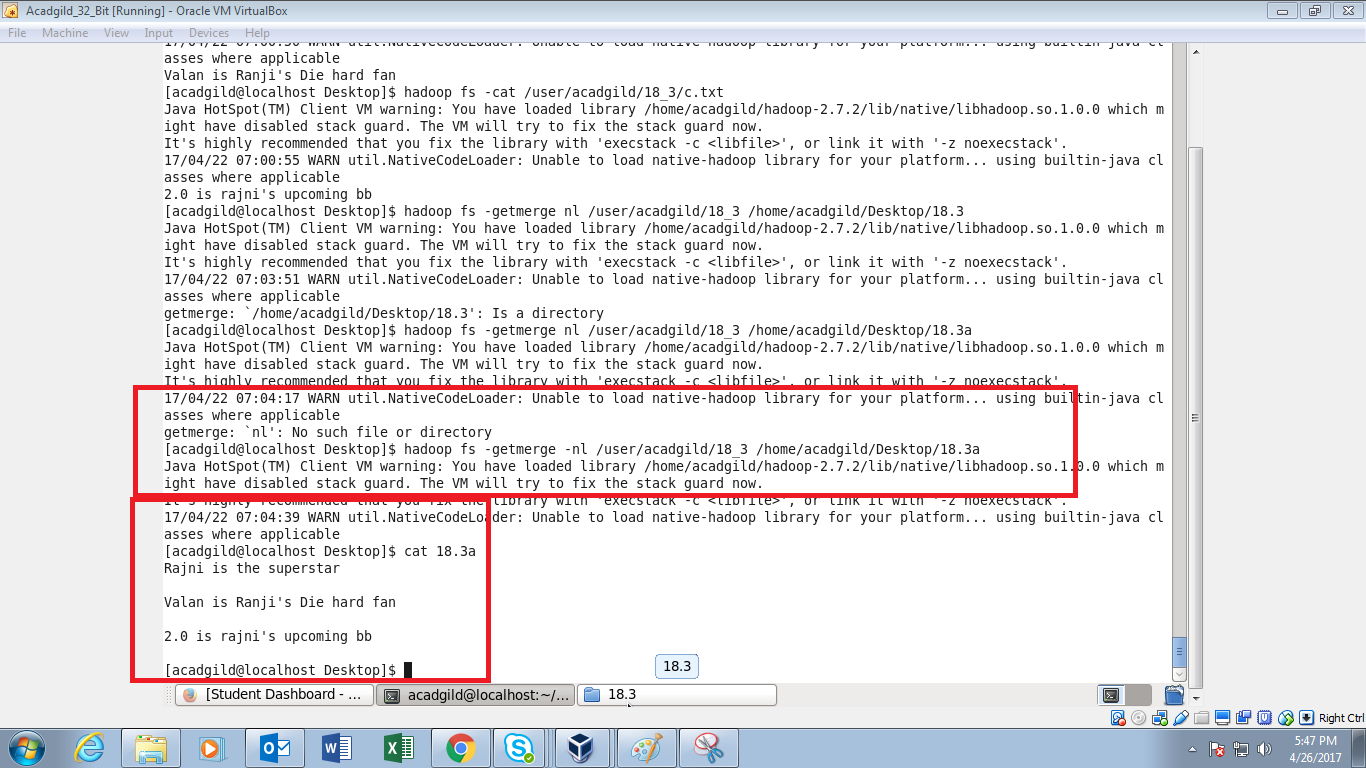 Acadgild_32_Bit [Running] - Oracle VM VirtualBox
File Machine View Input Devices Help
17/04/22 07:00:30 WARN util.NativeCodeLoader: Unable to load native-hadoop library for your platform... using builtin-java cl
asses where applicable
Valan is Ranji's Die hard fan
[acadgild@localhost Desktop]$ hadoop fs -cat /user/acadgild/18_3/c.txt
Java HotSpot(TM) Client VM warning: You have loaded library /home/acadgild/hadoop-2.7.2/lib/native/libhadoop.so.1.0.0 which m
ight have disabled stack guard. The VM will try to fix the stack guard now.
It's highly recommended that you fix the library with 'execstack -c <libfile>', or link it with '-z noexecstack'.
17/04/22 07:00:55 WARN util.NativeCodeLoader: Unable to load native-hadoop library for your platform... using builtin-java cl
asses where applicable
2.0 is rajni's upcoming bb
[acadgild@localhost Desktop]$ hadoop fs -getmerge nl /user/acadgild/18_3 /home/acadgild/Desktop/18.3
Java HotSpot(TM) Client VM warning: You have loaded library /home/acadgild/hadoop-2.7.2/lib/native/libhadoop.so.1.0.0 which m
ight have disabled stack guard. The VM will try to fix the stack guard now.
It's highly recommended that you fix the library with 'execstack -c <libfile>', or link it with '-z noexecstack'.
17/04/22 07:03:51 WARN util.NativeCodeLoader: Unable to load native-hadoop library for your platform... using builtin-java cl
asses where applicable
getmerge: `/home/acadgild/Desktop/18.3': Is a directory
[acadgild@localhost Desktop]$ hadoop fs -getmerge nl /user/acadgild/18_3 /home/acadgild/Desktop/18.3a
Java HotSpot(TM) Client VM warning: You have loaded library /home/acadgild/hadoop-2.7.2/lib/native/libhadoop.so.1.0.0 which m
ight have disabled stack guard. The VM will try to fix the stack guard now.
It's highly recommended that you fix the library with 'execstack -c <libfile>', or link it with '-z noexecstack'.
17/04/22 07:04:17 WARN util.NativeCodeLoader: Unable to load native-hadoop library for your platform... using builtin-java cl
asses where applicable
getmerge: `nl': No such file or directory
[acadgild@localhost Desktop]$ hadoop fs -getmerge -nl /user/acadgild/18_3 /home/acadgild/Desktop/18.3a
Java HotSpot(TM) Client VM warning: You have loaded library /home/acadgild/hadoop-2.7.2/lib/native/libhadoop.so.1.0.0 which m
ight have disabled stack guard. The VM will try to fix the stack guard now.
It's highly recommended that you fix the library with 'execstack -c <libfile>', or link it with '-z noexecstack'.
17/04/22 07:04:39 WARN util.NativeCodeLoader: Unable to load native-hadoop library for your platform... using builtin-java cl
asses where applicable
[acadgild@localhost Desktop]$ cat 18.3a
Rajni is the superstar
Valan is Ranji's Die hard fan
2.0 is rajni's upcoming bb
[acadgild@localhost Desktop]$
18.3
[Student Dashboard - ...
acadgild@localhost:~/...
18.3
Right Ctrl
5:47 PM
4/26/2017